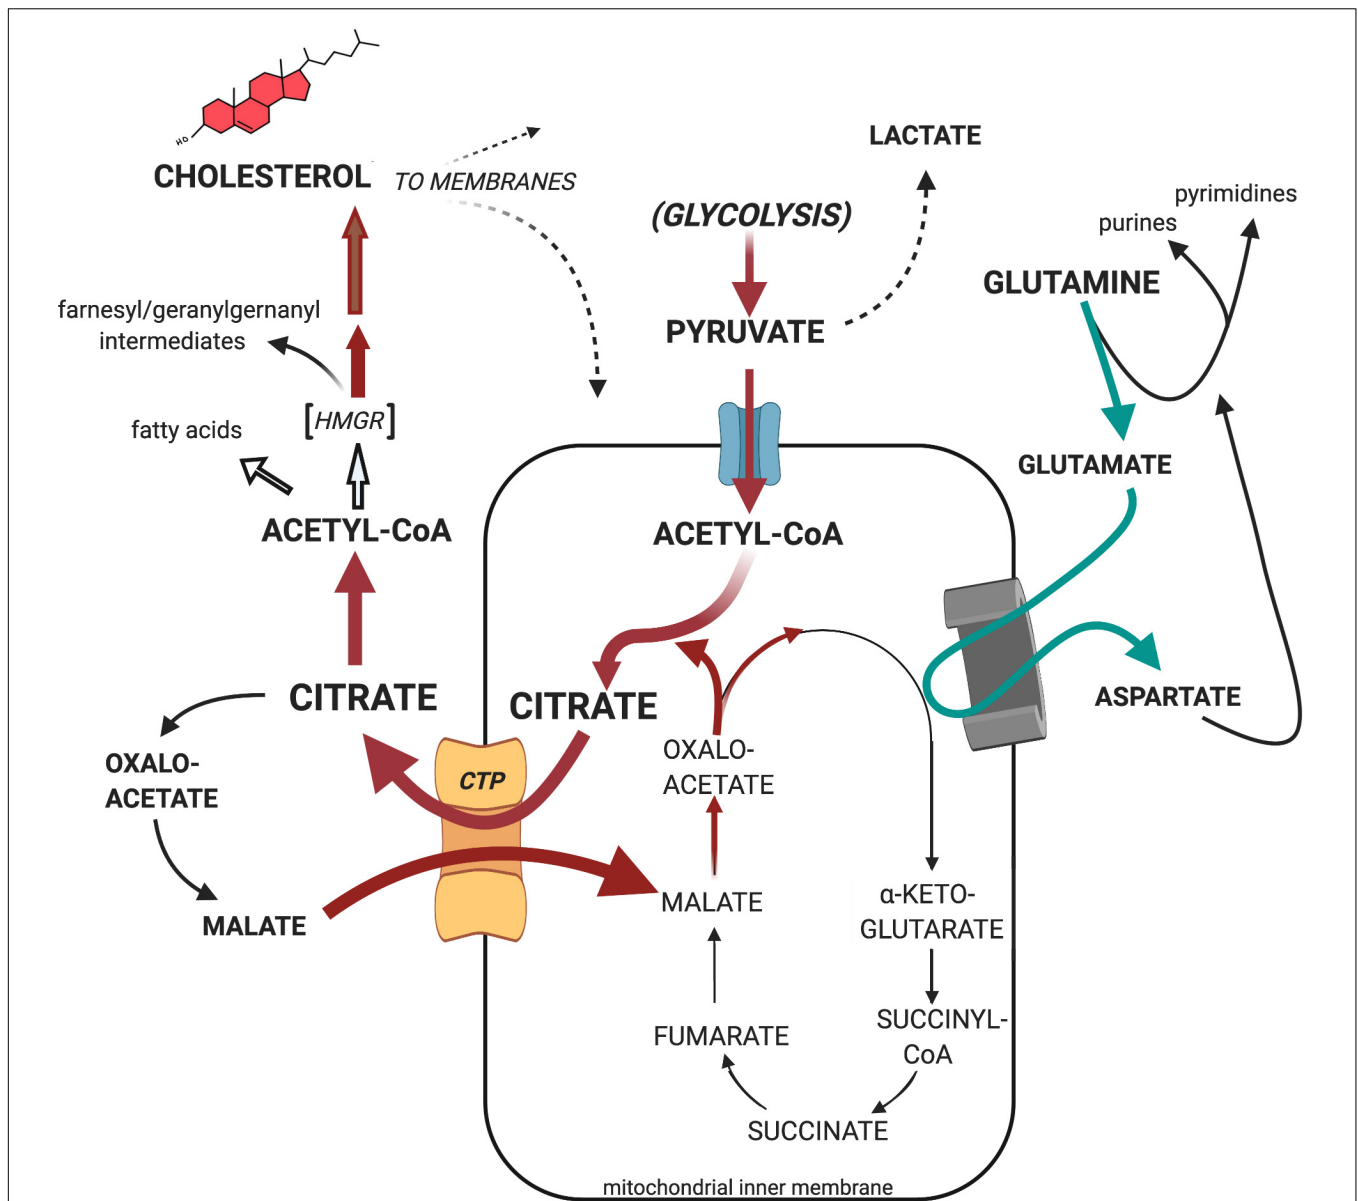 HO
CHOLESTEROL
TO MEMBRANES
LACTATE
(GLYCOLYSIS)
pyrimidines
purines
GLUTAMINE
farnesyl/geranylgernanyl
intermediates
PYRUVATE
[HMGR]
fatty acids
GLUTAMATE
ACETYL-CoA
ACETYL-CoA
CITRATE
CITRATE
ASPARTATE
OXALO-
ACETATE
CTP
OXALO-
ACETATE
MALATE
MALATE
α-KETO-
GLUTARATE
FUMARATE
SUCCINYL-
CoA
SUCCINATE
mitochondrial inner membrane